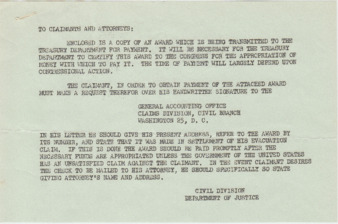 TO CLAIMANTS AND ATTORNEYS:
ENCLOSED IS A COPY OF AN AWARD WHICH IS BEING TRANSMITTED TO THE
TREASURY DEPARTMENT FOR PAYMENT. IT WILL BE NECESSARY FOR THE TREASURY
DEPARTMENT TO CERTIFY THIS AWARD TO THE CONGRESS FOR THE APPROPRIATION OF
MONEY WITH WHICH TO PAY IT. THE TIME OF PAYMENT WILL LARGELY DEPEND UPON
CONGRESSIONAL ACTION.
THE CLAIMANT, IN ORDER TO OBTAIN PAYMENT OF THE ATTACHED AWARD
MUST MAKE A REQUEST THEREFOR OVER HIS HANDWRITTEN SIGNATURE TO THE
GENERAL ACCOUNTING OFFICE
CLAIMS DIVISION, CIVIL BRANCH
WASHINGTON 25, D. C.
IN HIS LETTER HE SHOULD GIVE HIS PRESENT ADDRESS, REFER TO THE AWARD BY
ITS NUMBER, AND STATE THAT IT WAS MADE IN SETTLEMENT OF HIS EVACUATION
CLAIM. IF THIS IS DONE THE AWARD SHOULD BE PAID PROMPTLY AFTER THE
NECESSARY FUNDS ARE APPROPRIATED UNLESS THE GOVERNMENT OF THE UNITED STATES
HAS AN UNSATISFIED CLAIM AGAINST THE CLAIMANT. IN THE EVENT CLAIMANT DESIRES
THE CHECK TO BE MAILED TO HIS ATTORNEY, HE SHOULD SPECIFICALLY SO STATE
GIVING ATTORNEY'S NAME AND ADDRESS.
CIVIL DIVISION
DEPARTMENT OF JUSTICE